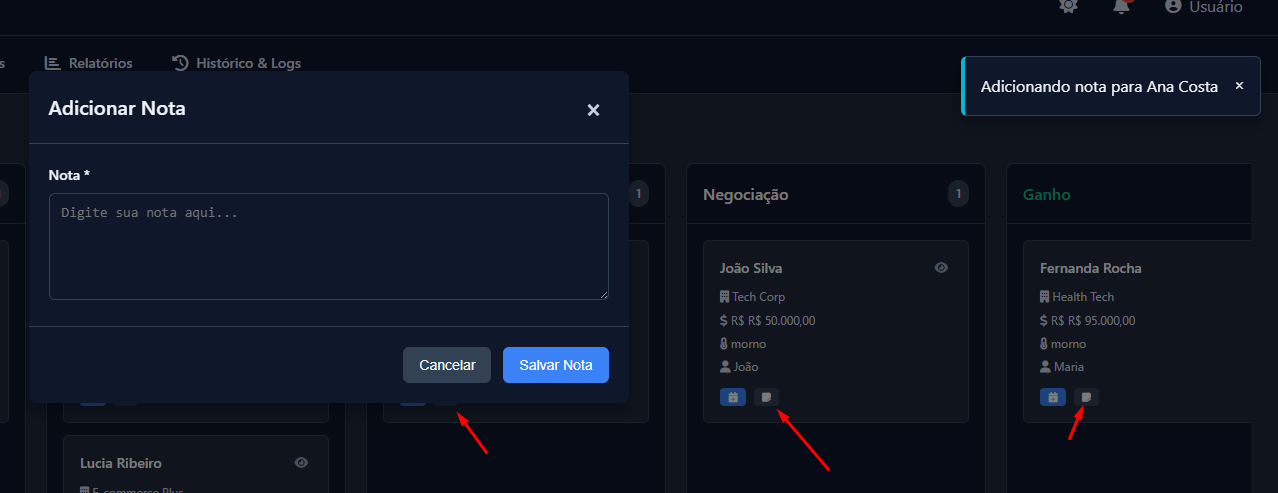 Usuário
s
Relatórios
Histórico & Logs
Adicionando nota para Ana Costa ×
Adicionar Nota ×
Nota *
Digite sua nota aqui...
Cancelar
Salvar Nota
1
Negociação
1
Ganho
João Silva
Tech Corp
$ R$ R$ 50.000,00
morno
João
Fernanda Rocha
Health Tech
$ R$ R$ 95.000,00
morno
Maria
Lucia Ribeiro
E-commerce Plus